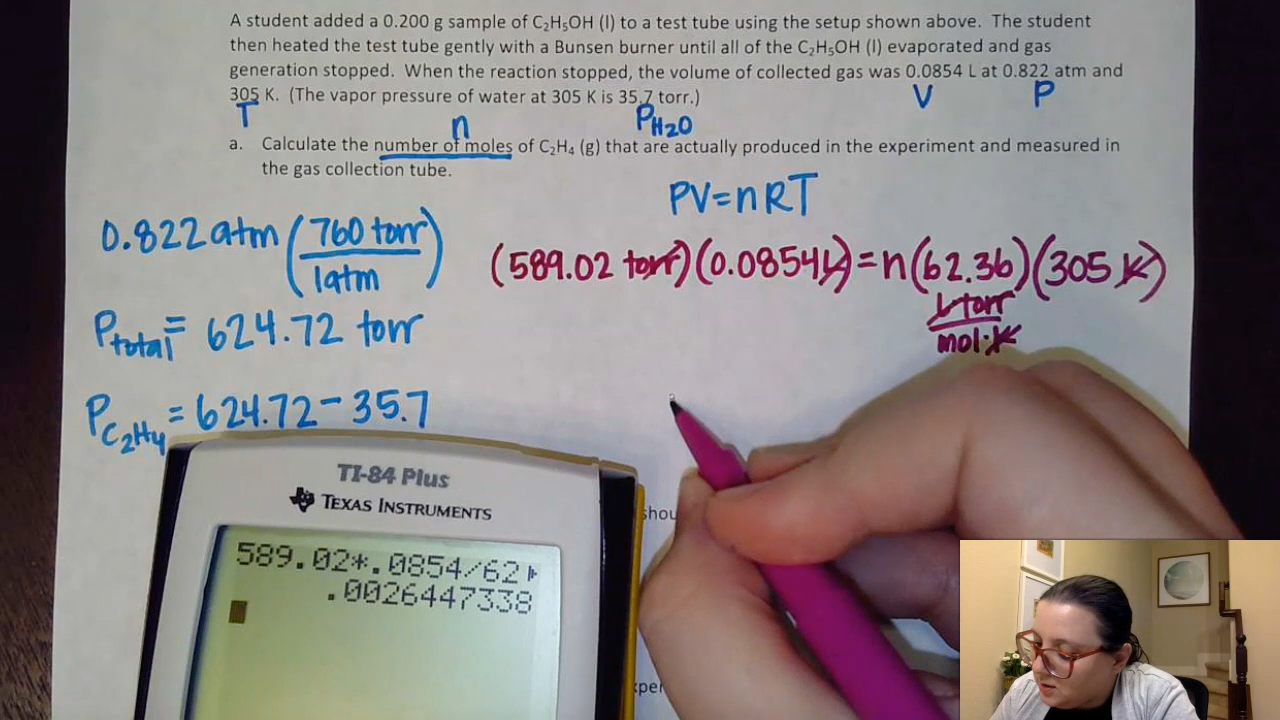 A student added a 0.200 g sample of C₂H₅OH (l) to a test tube using the setup shown above. The student
then heated the test tube gently with a Bunsen burner until all of the C₂H₅OH (l) evaporated and gas
generation stopped. When the reaction stopped, the volume of collected gas was 0.0854 L at 0.822 atm and
305 K. (The vapor pressure of water at 305 K is 35.7 torr.)
T n P_H₂O V P
a. Calculate the number of moles of C₂H₄ (g) that are actually produced in the experiment and measured in
the gas collection tube.
PV=nRT
0.822 atm (760 torr / 1 atm)
(589.02 torr)(0.0854 L) = n(62.36)(305 K)
L torr
mol·K
P_total = 624.72 torr
P_C₂H₄ = 624.72 - 35.7
TI-84 Plus
TEXAS INSTRUMENTS
589.02*.0854/62
.0026447338